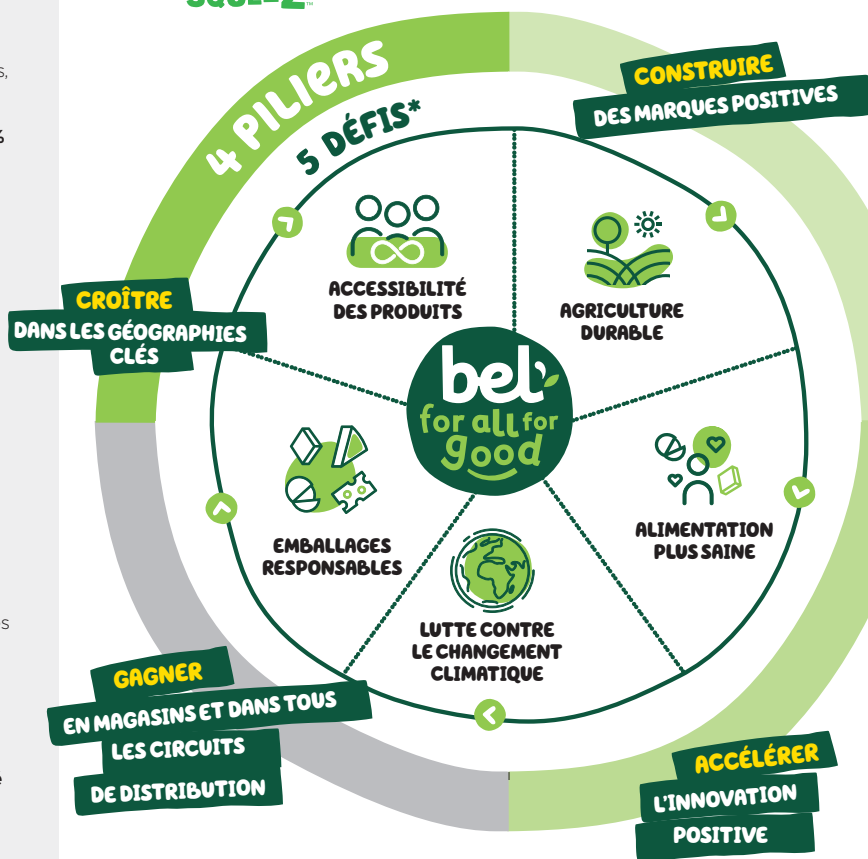 4 PILIERS
5 DÉFIS*
CONSTRUIRE
DES MARQUES POSITIVES
ACCESSIBILITÉ
DES PRODUITS
AGRICULTURE
DURABLE
CROÎTRE
DANS LES GÉOGRAPHIES
CLÉS
bel
for all for
good
EMBALLAGES
RESPONSABLES
ALIMENTATION
PLUS SAINE
LUTTE CONTRE
LE CHANGEMENT
CLIMATIQUE
GAGNER
EN MAGASINS ET DANS TOUS
LES CIRCUITS
DE DISTRIBUTION
ACCÉLÉRER
L'INNOVATION
POSITIVE